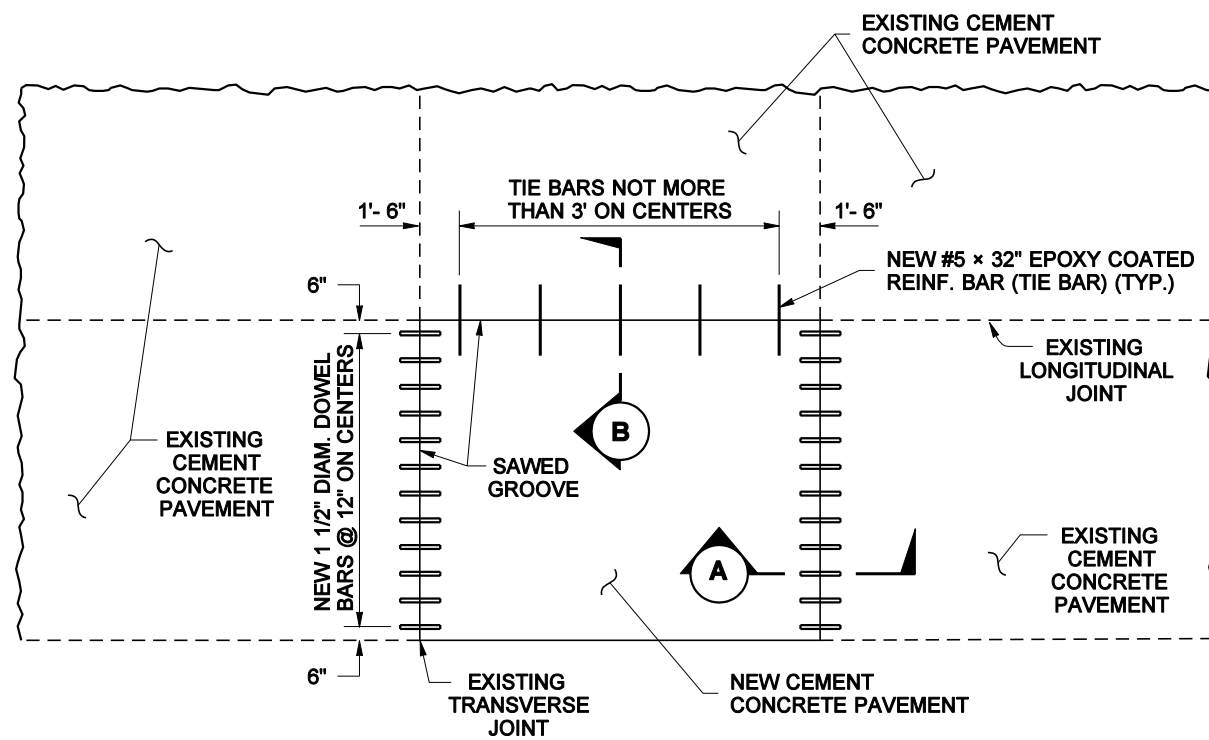 EXISTING CEMENT
CONCRETE PAVEMENT
TIE BARS NOT MORE
THAN 3' ON CENTERS
1'- 6"
1'- 6"
NEW #5 × 32" EPOXY COATED
REINF. BAR (TIE BAR) (TYP.)
6"
EXISTING
LONGITUDINAL
JOINT
NEW 1 1/2" DIAM. DOWEL
BARS @ 12" ON CENTERS
B
EXISTING
CEMENT
CONCRETE
PAVEMENT
SAWED
GROOVE
A
EXISTING
CEMENT
CONCRETE
PAVEMENT
6"
EXISTING
TRANSVERSE
JOINT
NEW CEMENT
CONCRETE PAVEMENT